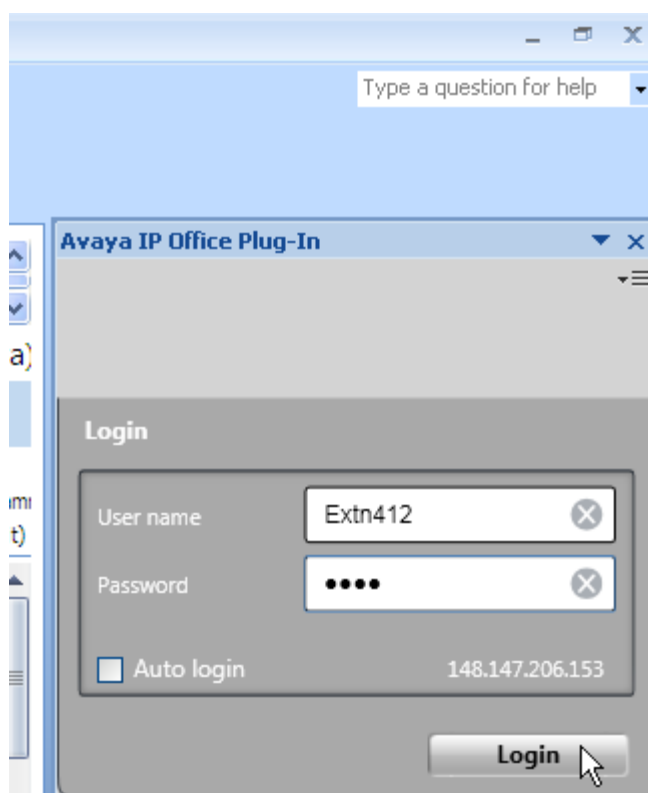 Type a question for help
Avaya IP Office Plug-In
a)
Login
User name
Extn412
t)
Password
Auto login
148.147.206.153
Login